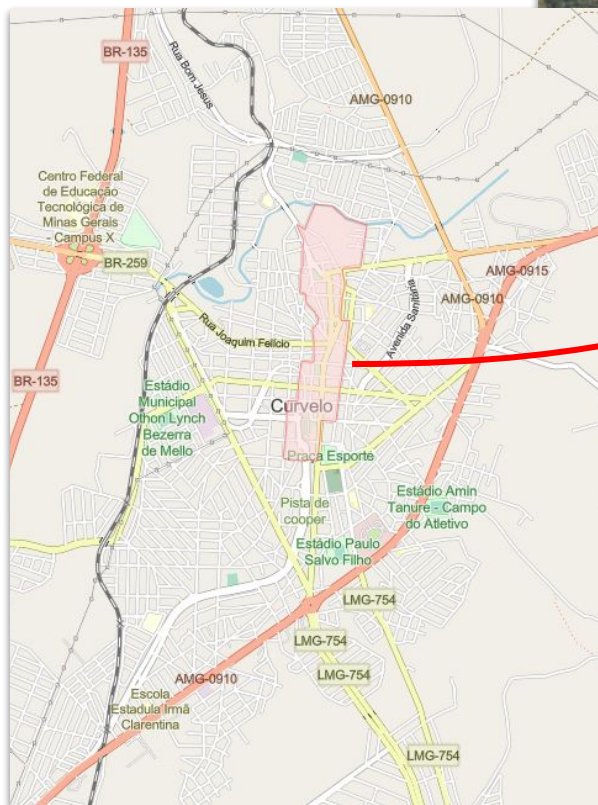 BR-135
Rua Bom Jesus
AMG-0910
Centro Federal
de Educação
Tecnológica de
Minas Gerais
- Campus X
BR-259
AMG-0915
AMG-0910
Avenida Sanitária
Rua Joaquim Felício
BR-135
Estádio
Municipal
Othon Lynch
Bezerra
de Mello
Curvelo
Praça Esporte
Pista de
cooper
Estádio Amin
Tanure - Campo
do Atletivo
Estádio Paulo
Salvo Filho
LMG-754
LMG-754
LMG-754
AMG-0910
Escola
Estadula Irmã
Clarentina
LMG-754